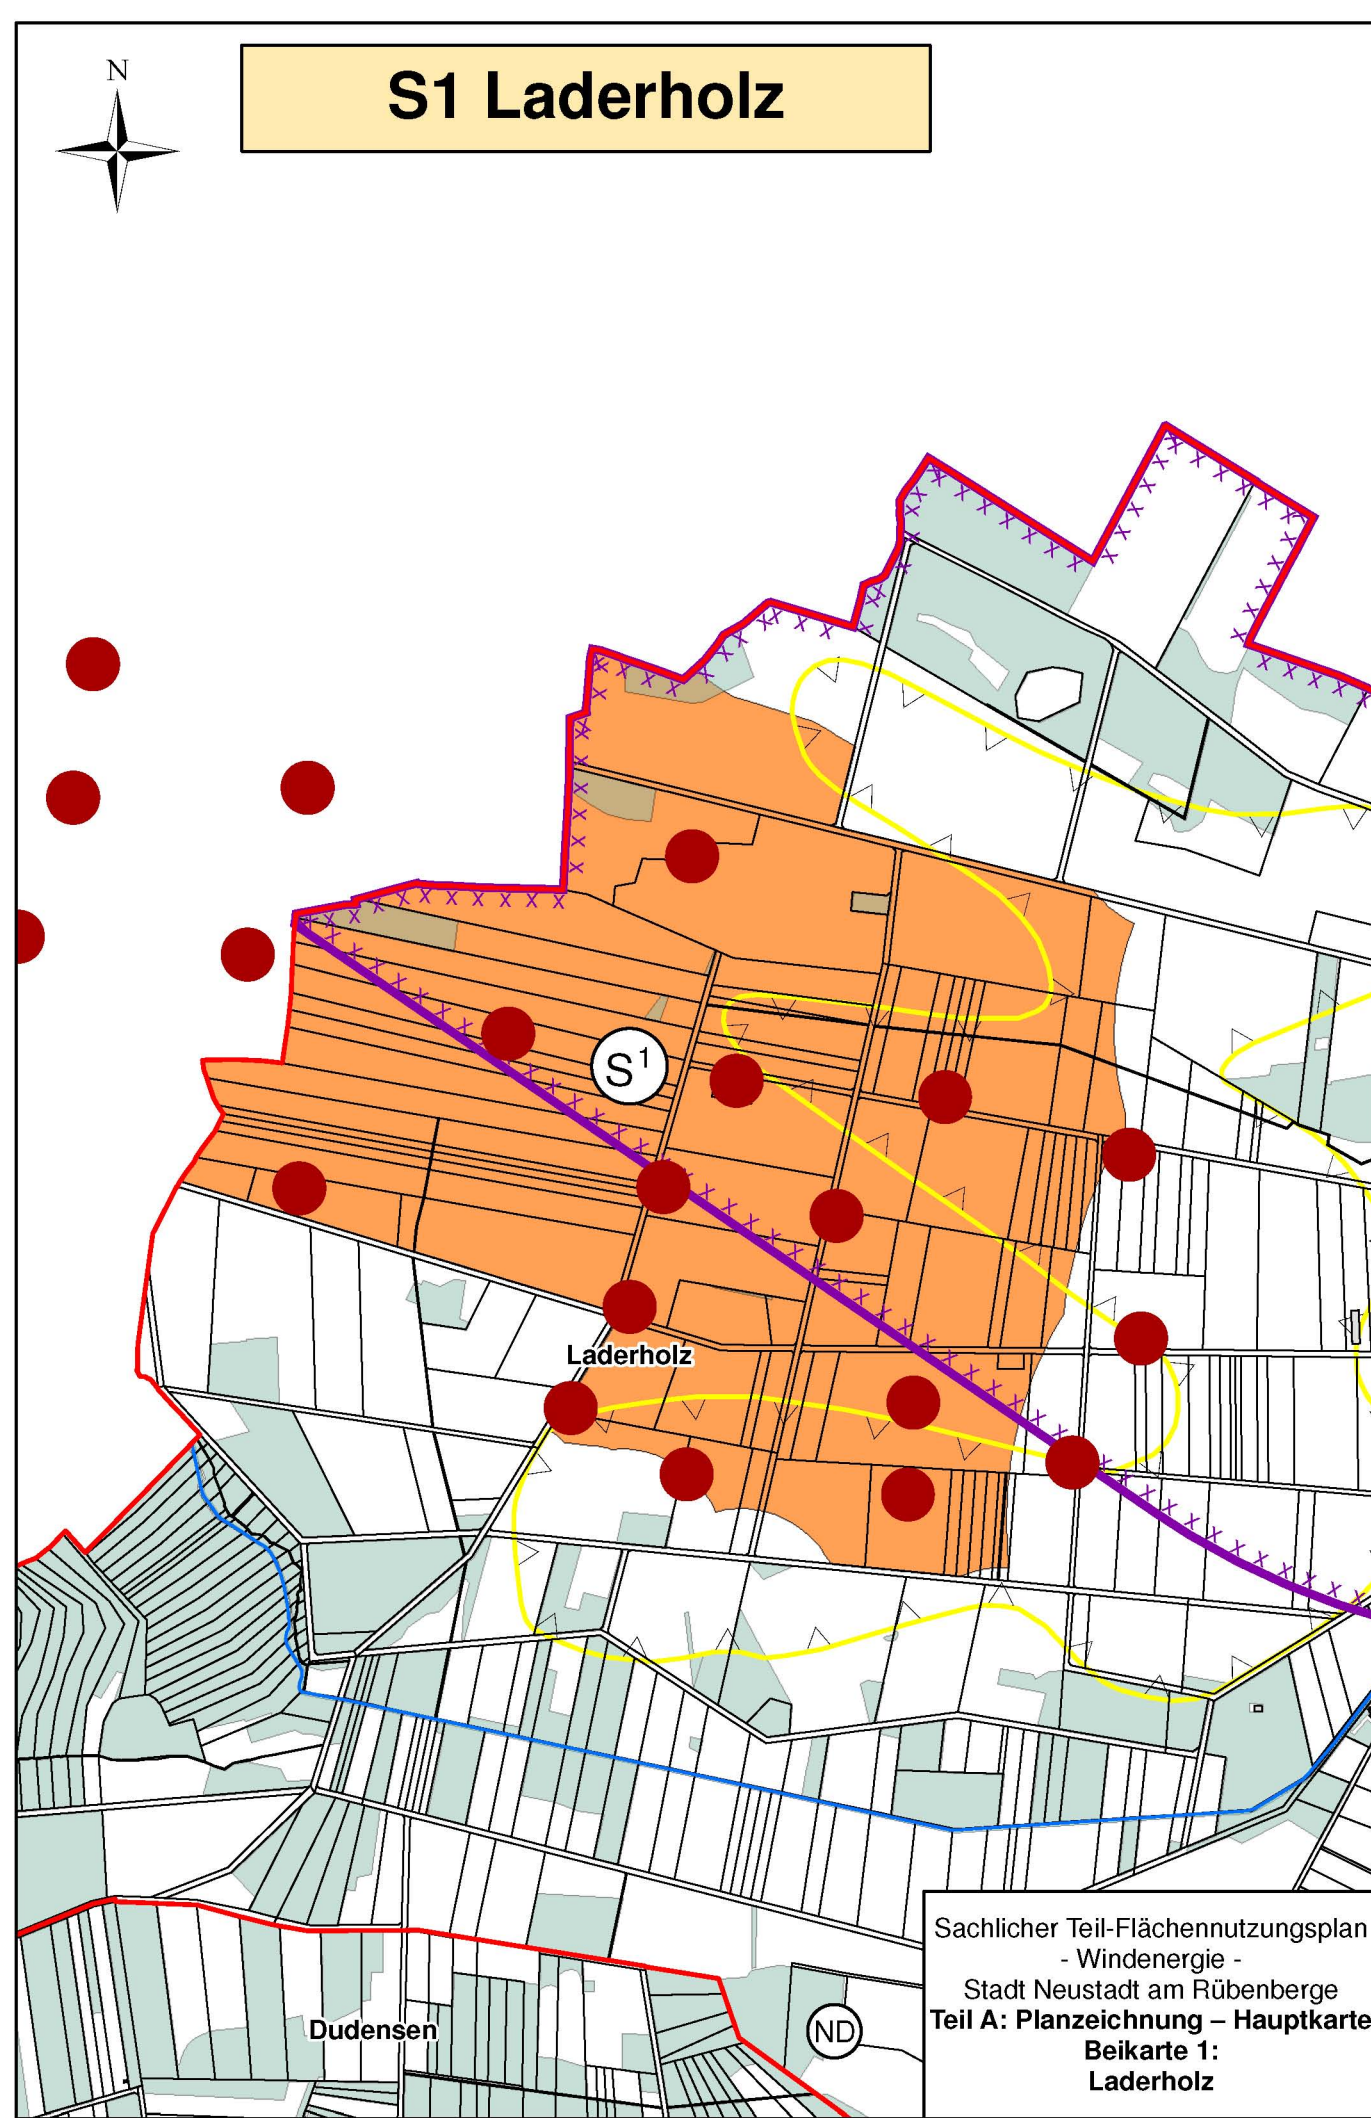 N
S1 Laderholz
S¹
Laderholz
Dudensen
ND
Sachlicher Teil-Flächennutzungsplan
- Windenergie -
Stadt Neustadt am Rübenberge
Teil A: Planzeichnung – Hauptkarte
Beikarte 1:
Laderholz